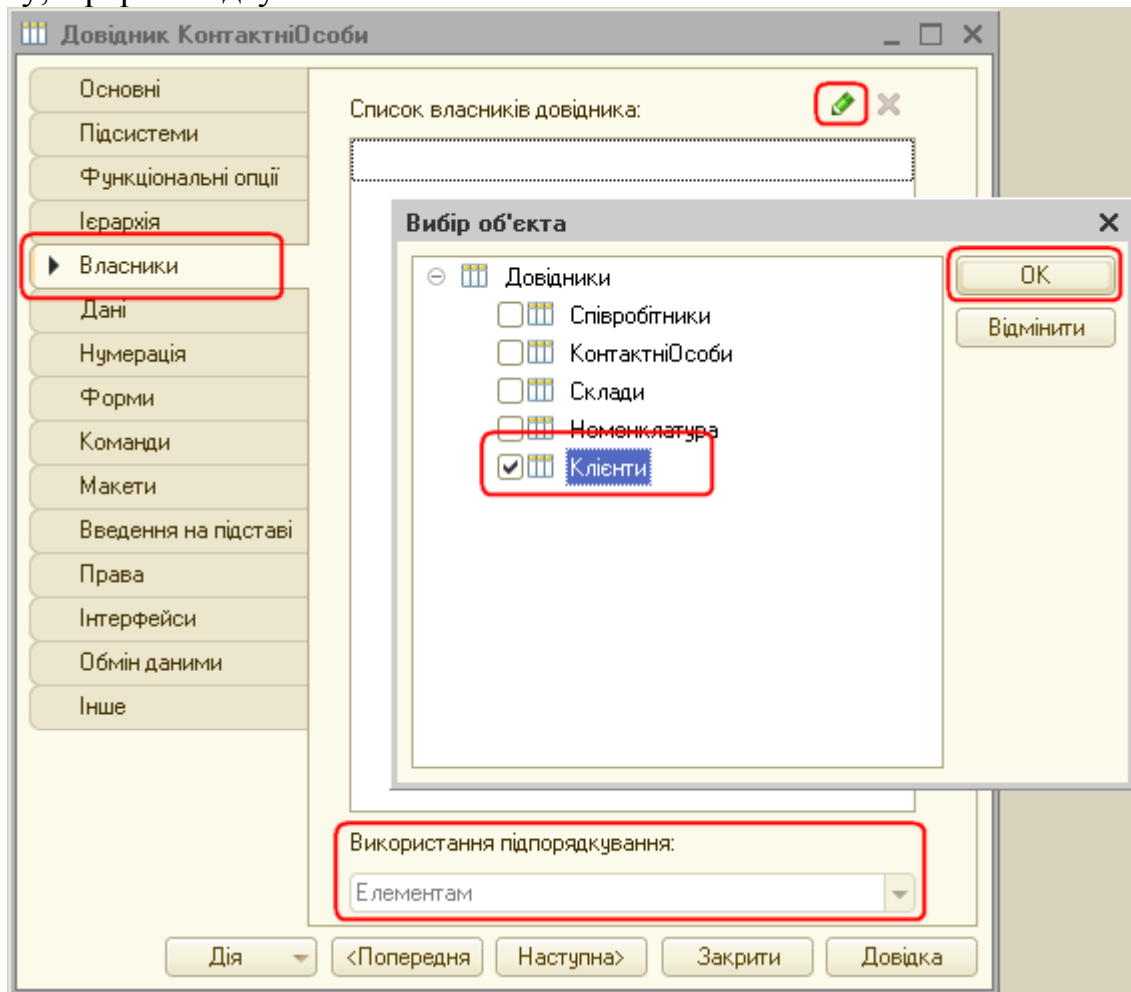 Довідник КонтактніОсоби
Основні
Підсистеми
Функціональні опції
Ієрархія
Власники
Дані
Нумерація
Форми
Команди
Макети
Введення на підставі
Права
Інтерфейси
Обмін даними
Інше
Список власників довідника:
Вибір об'єкта
Довідники
Співробітники
КонтактніОсоби
Склади
Номенклатура
Клієнти
OK
Відмінити
Використання підпорядкування:
Елементам
Дія
<Попередня
Наступна>
Закрити
Довідка